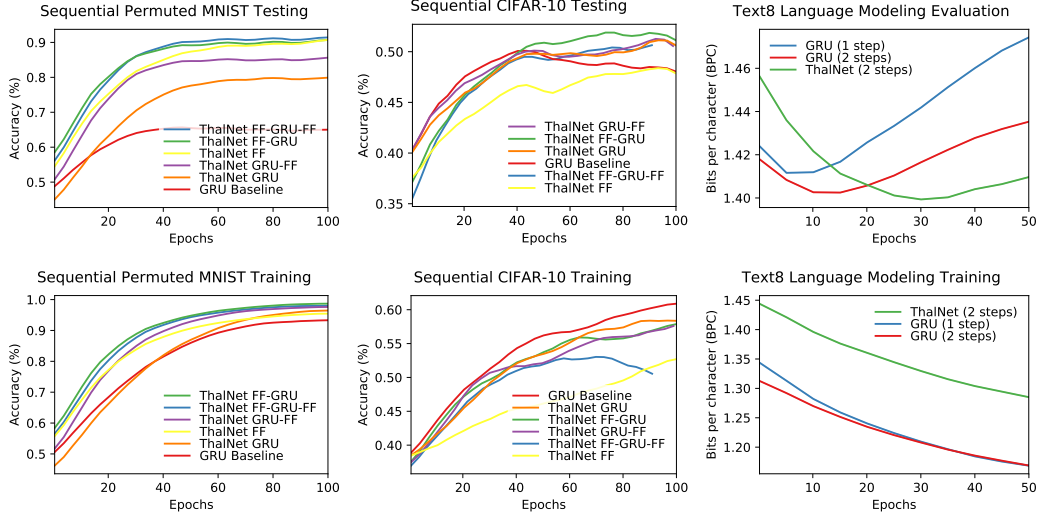 Sequential Permuted MNIST Testing
Accuracy (%)
0.9
0.8
0.7
0.6
0.5
ThalNet FF-GRU-FF
ThalNet FF-GRU
ThalNet FF
ThalNet GRU-FF
ThalNet GRU
GRU Baseline
20
40
60
80
100
Epochs
Sequential CIFAR-10 Testing
Accuracy (%)
0.50
0.45
0.40
0.35
ThalNet GRU-FF
ThalNet FF-GRU
ThalNet GRU
GRU Baseline
ThalNet FF-GRU-FF
ThalNet FF
20
40
60
80
100
Epochs
Text8 Language Modeling Evaluation
Bits per character (BPC)
1.46
1.44
1.42
1.40
GRU (1 step)
GRU (2 steps)
ThalNet (2 steps)
10
20
30
40
50
Epochs
Sequential Permuted MNIST Training
Accuracy (%)
1.0
0.9
0.8
0.7
0.6
0.5
ThalNet FF-GRU
ThalNet FF-GRU-FF
ThalNet GRU-FF
ThalNet FF
ThalNet GRU
GRU Baseline
20
40
60
80
100
Epochs
Sequential CIFAR-10 Training
Accuracy (%)
0.60
0.55
0.50
0.45
0.40
GRU Baseline
ThalNet GRU
ThalNet FF-GRU
ThalNet GRU-FF
ThalNet FF-GRU-FF
ThalNet FF
20
40
60
80
100
Epochs
Text8 Language Modeling Training
Bits per character (BPC)
1.45
1.40
1.35
1.30
1.25
1.20
ThalNet (2 steps)
GRU (1 step)
GRU (2 steps)
10
20
30
40
50
Epochs